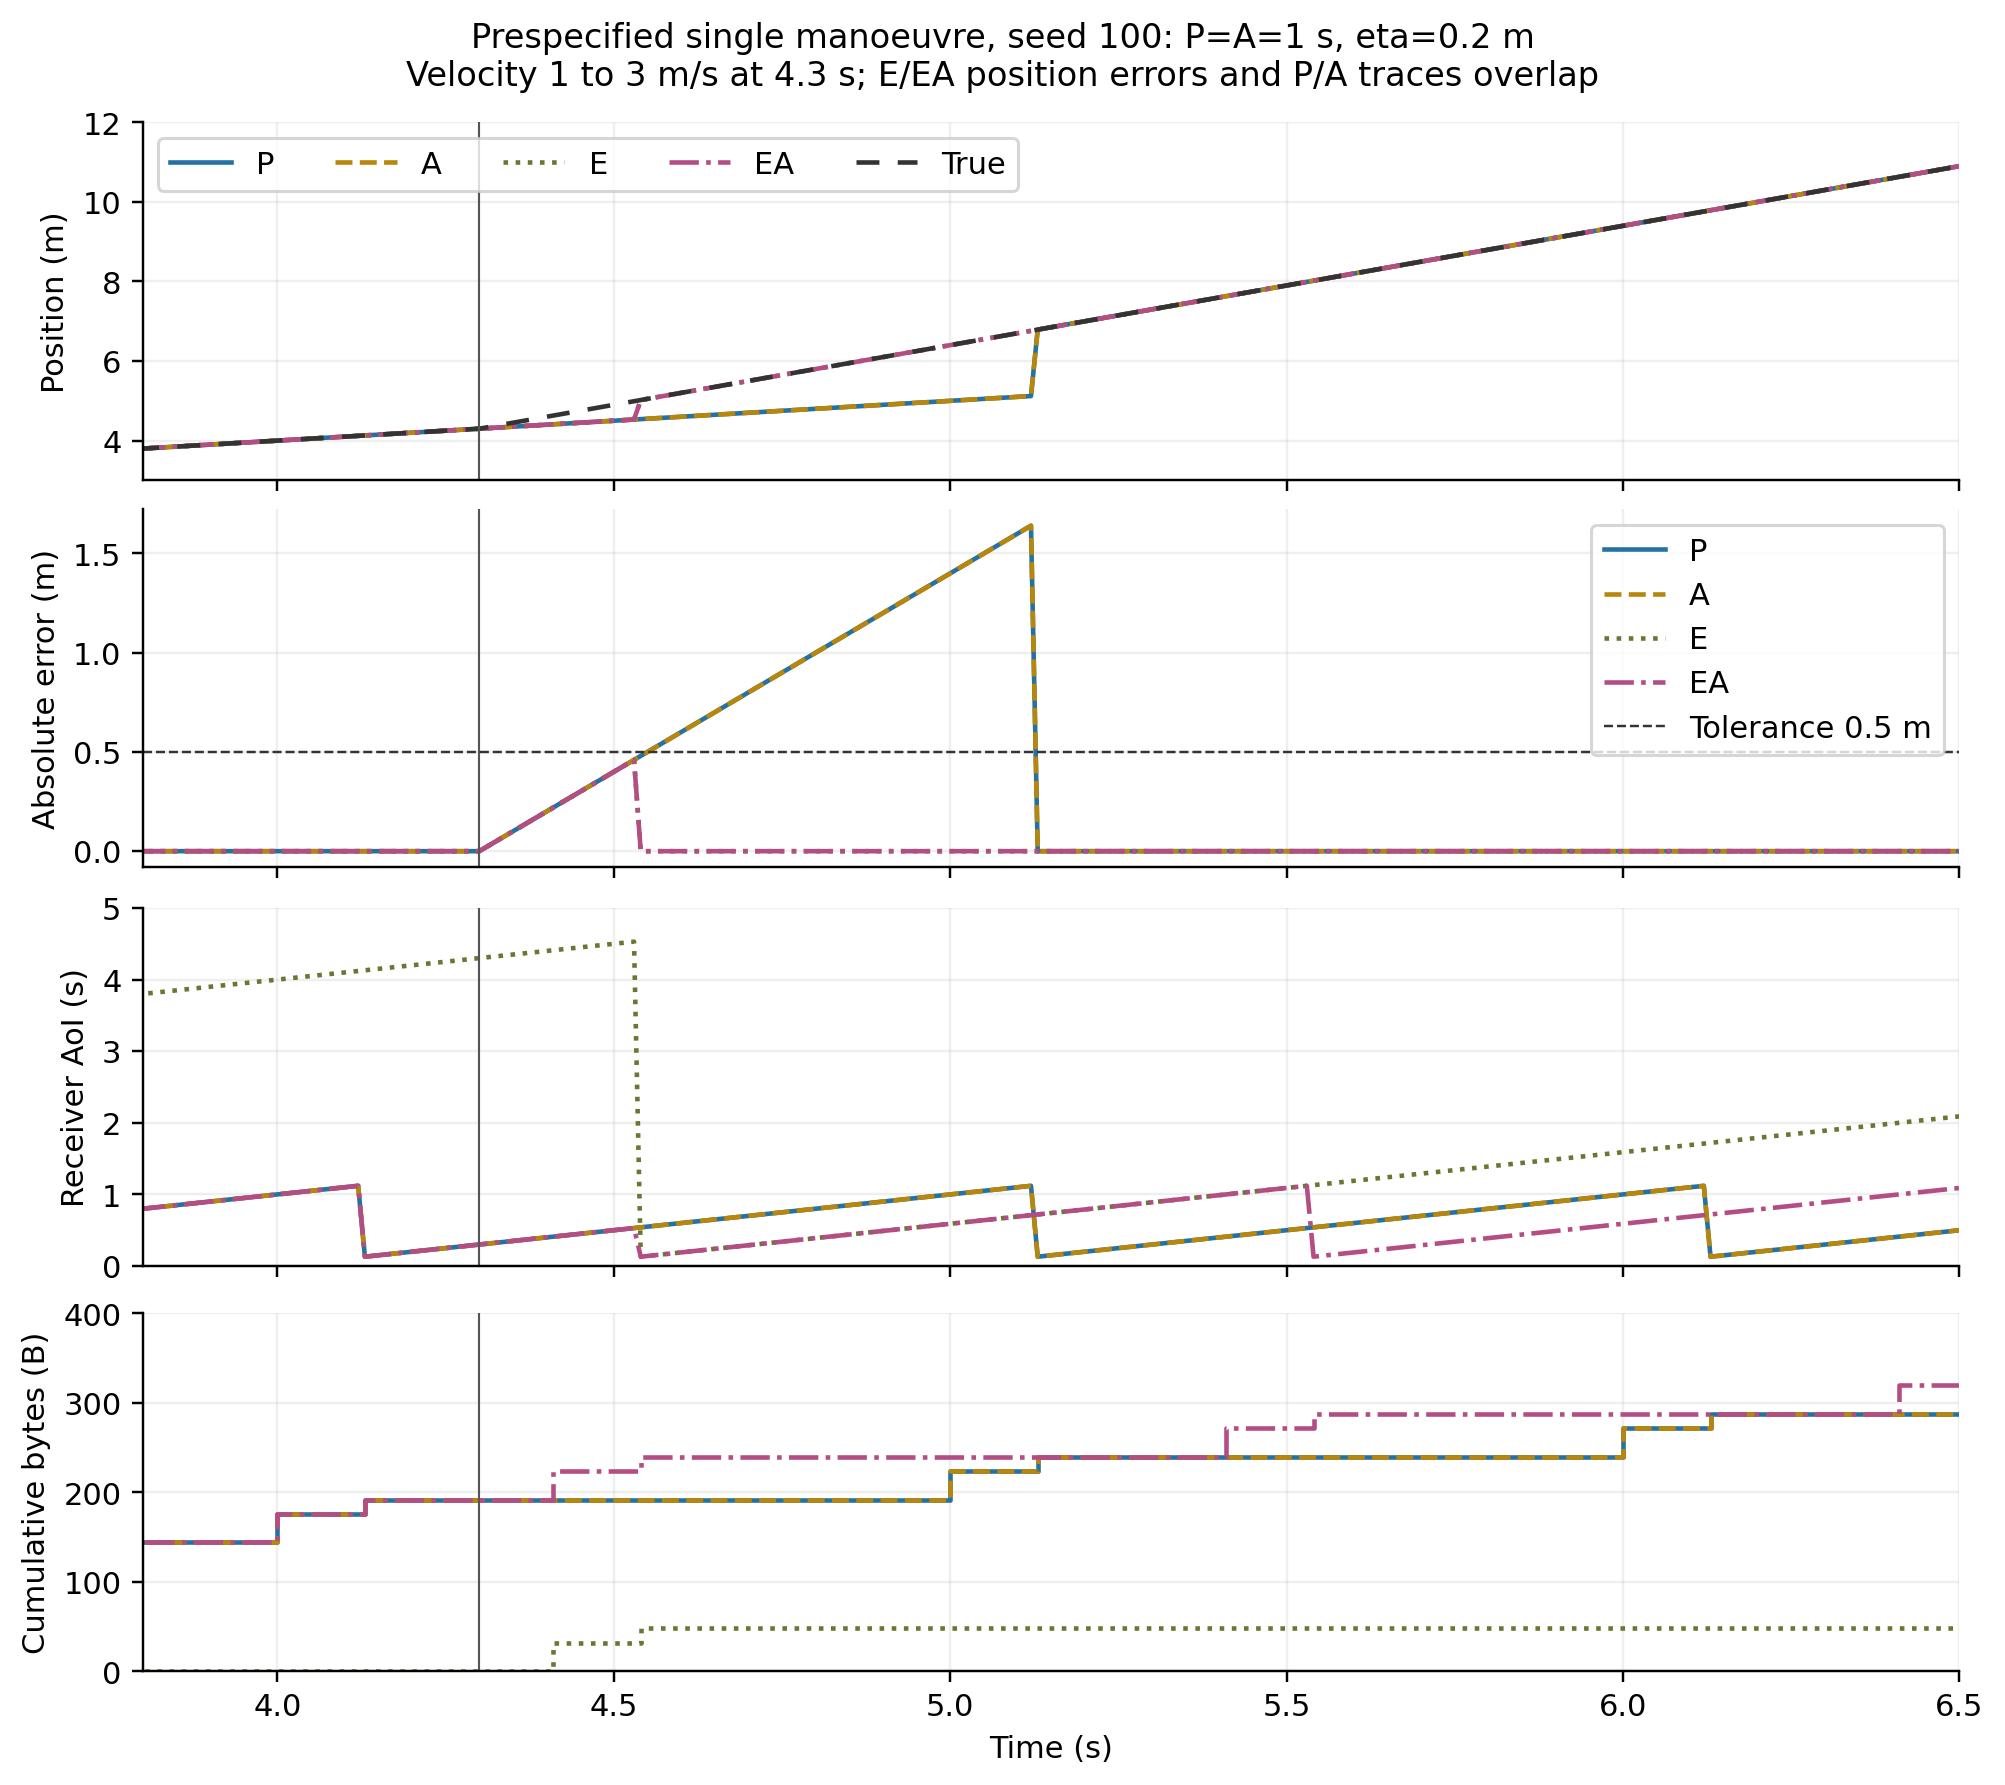 Prespecified single manoeuvre, seed 100: P=A=1 s, eta=0.2 m
Velocity 1 to 3 m/s at 4.3 s; E/EA position errors and P/A traces overlap
12
10
8
6
4
Position (m)
P
A
E
EA
True
1.5
1.0
0.5
0.0
Absolute error (m)
P
A
E
EA
Tolerance 0.5 m
5
4
3
2
1
0
Receiver AoI (s)
400
300
200
100
0
Cumulative bytes (B)
4.0
4.5
5.0
5.5
6.0
6.5
Time (s)